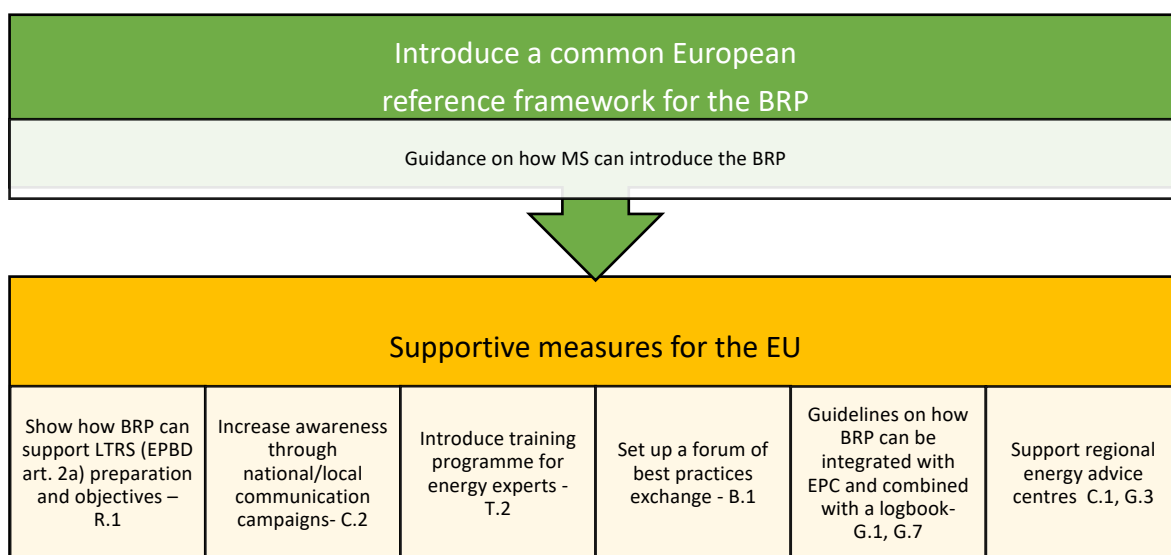 Introduce a common European
reference framework for the BRP
Guidance on how MS can introduce the BRP
Supportive measures for the EU
Show how BRP can
support LTRS (EPBD
art. 2a) preparation
and objectives –
R.1
Increase awareness
through
national/local
communication
campaigns- C.2
Introduce training
programme for
energy experts -
T.2
Set up a forum of
best practices
exchange - B.1
Guidelines on how
BRP can be
integrated with
EPC and combined
with a logbook-
G.1, G.7
Support regional
energy advice
centres  C.1, G.3